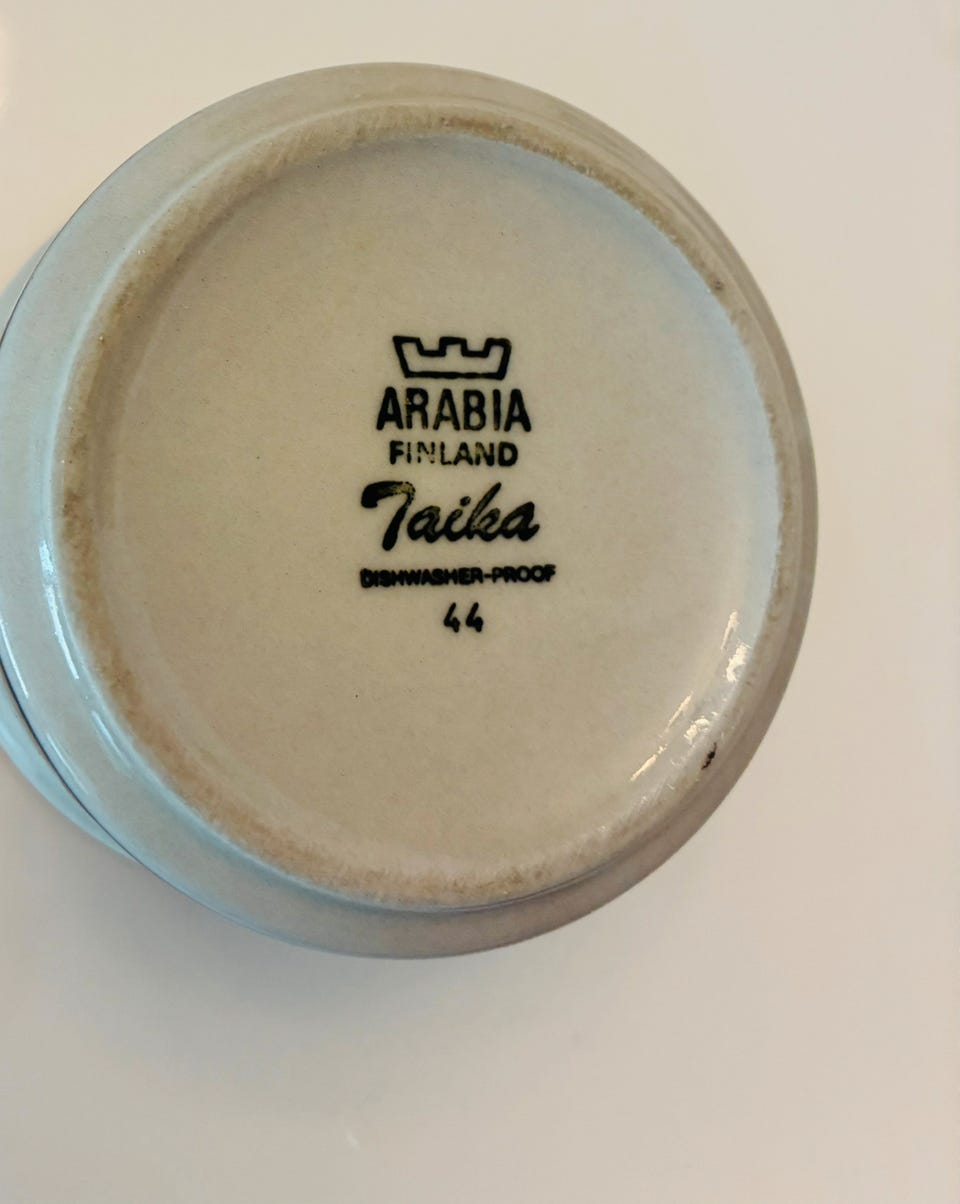 ARABIA
FINLAND
Taika
DISHWASHER-PROOF
44